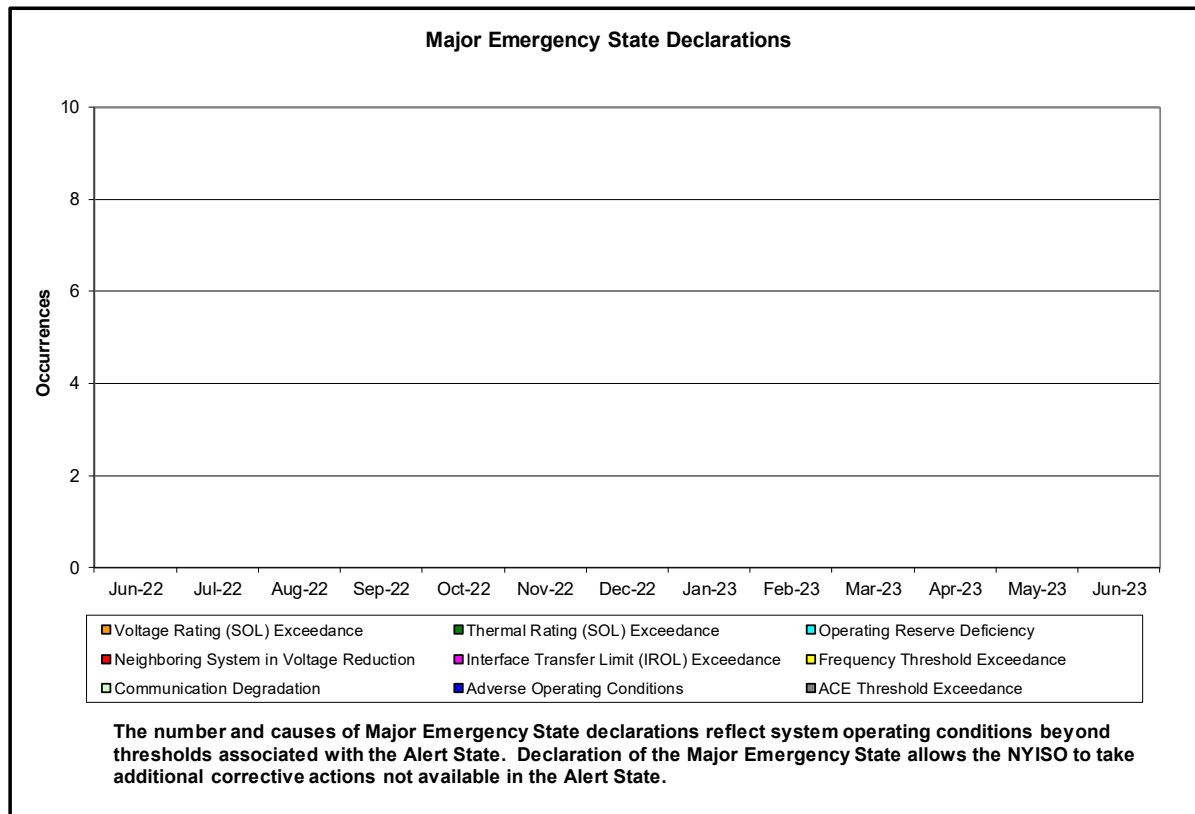 Major Emergency State Declarations
10
8
6
4
2
0
Occurrences
Jun-22 Jul-22 Aug-22 Sep-22 Oct-22 Nov-22 Dec-22 Jan-23 Feb-23 Mar-23 Apr-23 May-23 Jun-23
Voltage Rating (SOL) Exceedance Thermal Rating (SOL) Exceedance Operating Reserve Deficiency
Neighboring System in Voltage Reduction Interface Transfer Limit (IROL) Exceedance Frequency Threshold Exceedance
Communication Degradation Adverse Operating Conditions ACE Threshold Exceedance
The number and causes of Major Emergency State declarations reflect system operating conditions beyond
thresholds associated with the Alert State.  Declaration of the Major Emergency State allows the NYISO to take
additional corrective actions not available in the Alert State.